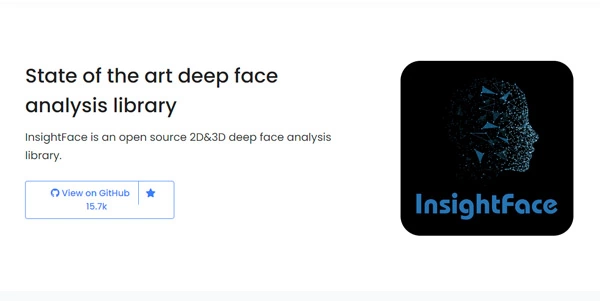 State of the art deep face
analysis library
InsightFace is an open source 2D&3D deep face analysis
library.
View on GitHub
15.7k
InsightFace